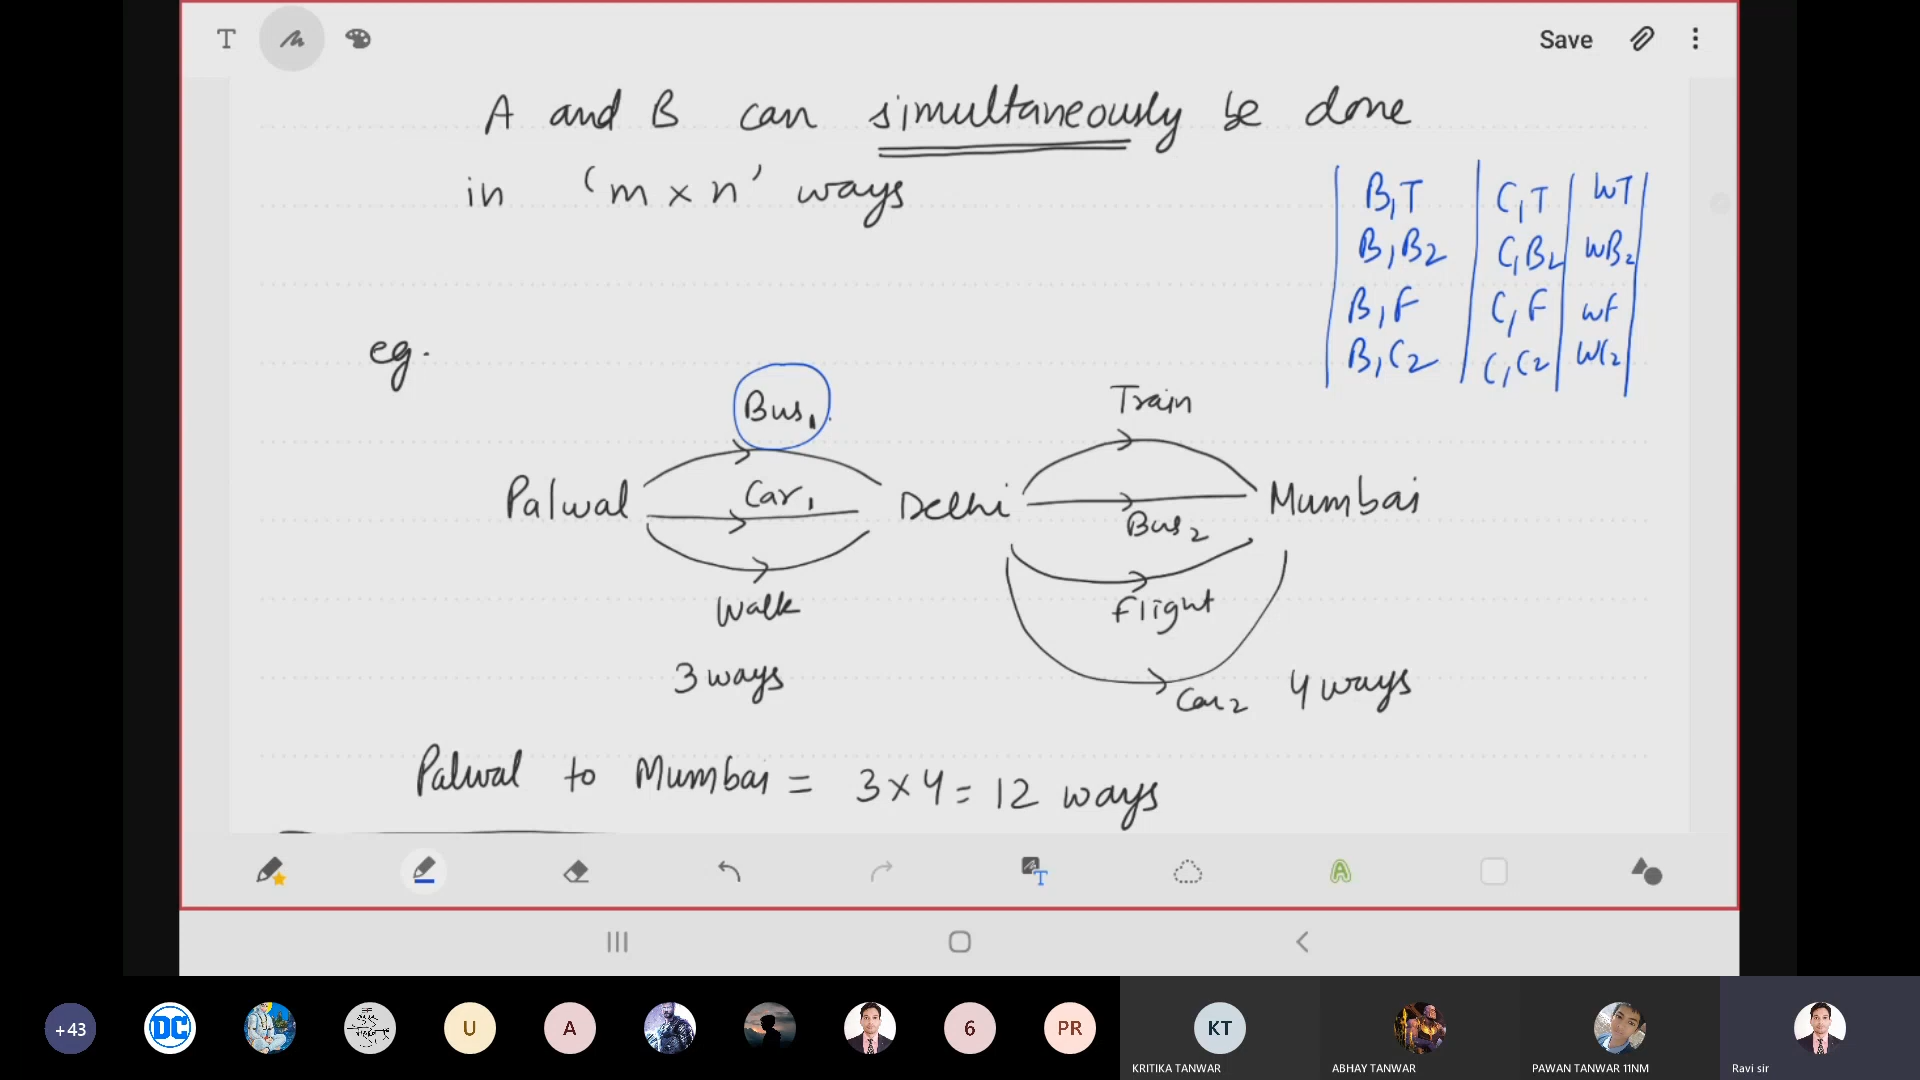 T
Save
A and B can simultaneously be done
in 'm × n' ways
B₁T C₁T WT
B₁B₂ C₁B₂ WB₂
B₁F C₁F WF
B₁C₂ C₁C₂ WC₂
eg.
Bus₁
Train
Palwal Car₁ Delhi Mumbai
Bus₂
Walk
Flight
3 ways
Car₂ 4 ways
Palwal to Mumbai = 3×4 = 12 ways
T
A
+43
DC
U
A
6
PR
KT
KRITIKA TANWAR
ABHAY TANWAR
PAWAN TANWAR 11NM
Ravi sir